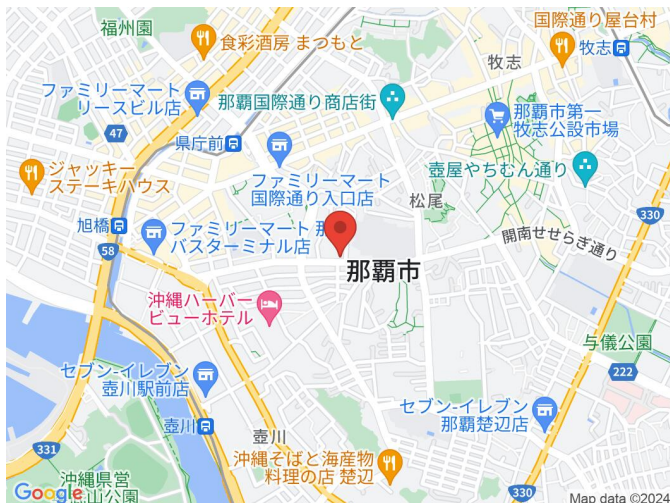 福州園
食彩酒房 まつもと
国際通り屋台村
牧志
牧志
ファミリーマート
リースビル店
那覇国際通り商店街
那覇市第一
牧志公設市場
47
県庁前
ジャッキー
ステーキハウス
ファミリーマート
国際通り入口店
壺屋やちむん通り
松尾
330
旭橋
58
ファミリーマート 那
バスターミナル店
開南せせらぎ通り
那覇市
沖縄ハーバー
ビューホテル
与儀公園
222
セブン-イレブン
壺川駅前店
セブン-イレブン
那覇楚辺店
壺川
壺川
331
沖縄そばと海産物
料理の店 楚辺
沖縄県営
山公園
330
330
Google
Map data ©2024